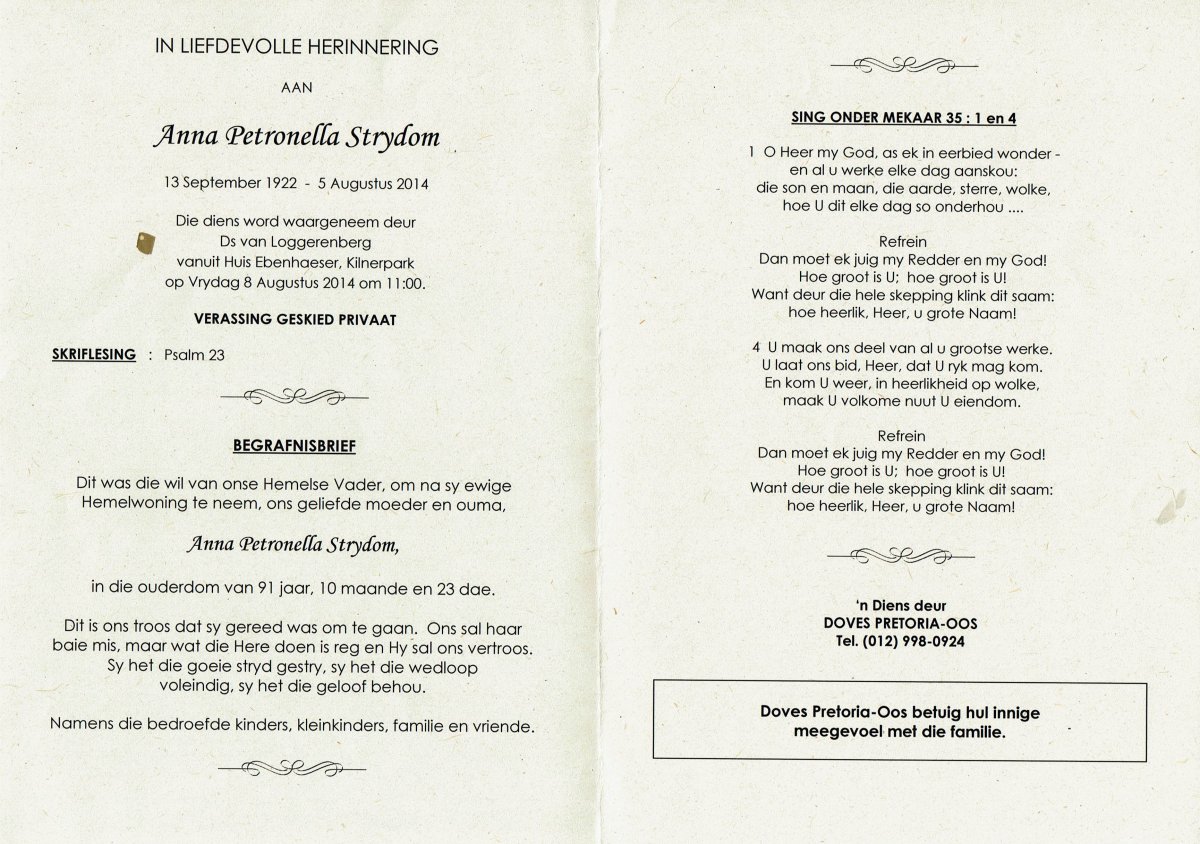 IN LIEFDEVOLLE HERINNERING
AAN
Anna Petronella Strydom
13 September 1922 - 5 Augustus 2014
Die diens word waargeneem deur
Ds van Loggerenberg
vanuit Huis Ebenhaeser, Kilnerpark
op Vrydag 8 Augustus 2014 om 11:00.
VERASSING GESKIED PRIVAAT
SKRIFLESING : Psalm 23
BEGRAFNISBRIEF
Dit was die wil van onse Hemelse Vader, om na sy ewige
Hemelwoning te neem, ons geliefde moeder en ouma,
Anna Petronella Strydom,
in die ouderdom van 91 jaar, 10 maande en 23 dae.
Dit is ons troos dat sy gereed was om te gaan. Ons sal haar
baie mis, maar wat die Here doen is reg en Hy sal ons vertroos.
Sy het die goeie stryd gestry, sy het die wedloop
voleindig, sy het die geloof behou.
Namens die bedroefde kinders, kleinkinders, familie en vriende.
SING ONDER MEKAAR 35 : 1 en 4
1 O Heer my God, as ek in eerbied wonder -
en al u werke elke dag aanskou:
die son en maan, die aarde, sterre, wolke,
hoe U dit elke dag so onderhou ....
Refrein
Dan moet ek juig my Redder en my God!
Hoe groot is U; hoe groot is U!
Want deur die hele skepping klink dit saam:
hoe heerlik, Heer, u grote Naam!
4 U maak ons deel van al u grootse werke.
U laat ons bid, Heer, dat U ryk mag kom.
En kom U weer, in heerlikheid op wolke,
maak U volkome nuut U eiendom.
Refrein
Dan moet ek juig my Redder en my God!
Hoe groot is U; hoe groot is U!
Want deur die hele skepping klink dit saam:
hoe heerlik, Heer, u grote Naam!
'n Diens deur
DOVES PRETORIA-OOS
Tel. (012) 998-0924
Doves Pretoria-Oos betuig hul innige
meegevoel met die familie.